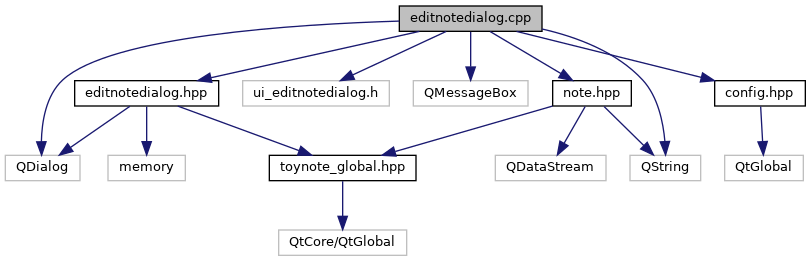 editnotedialog.cpp
editnotedialog.hpp
ui_editnotedialog.h
QMessageBox
note.hpp
config.hpp
QDialog
memory
toynote_global.hpp
QDataStream
QString
QtGlobal
QtCore/QtGlobal